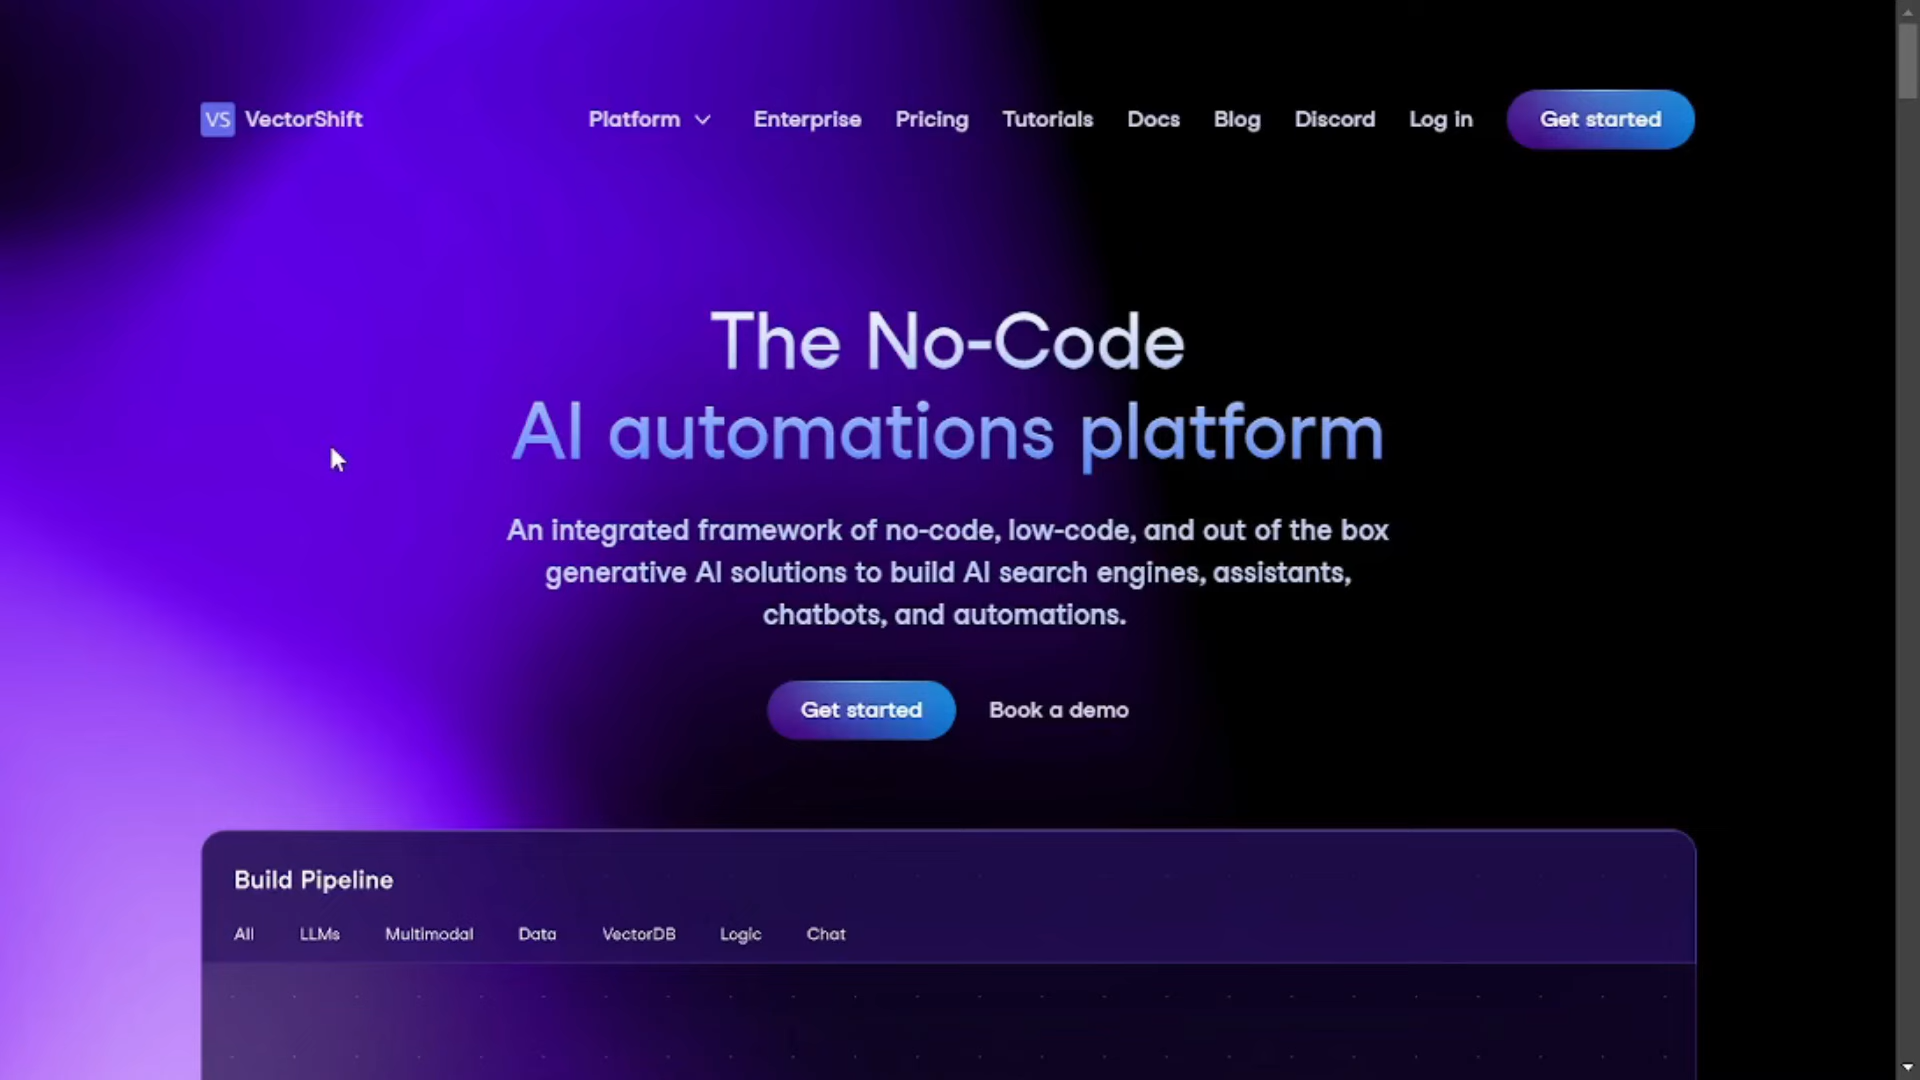 VS VectorShift
Platform Enterprise Pricing Tutorials Docs Blog Discord Log in Get started
The No-Code
AI automations platform
An integrated framework of no-code, low-code, and out of the box
generative AI solutions to build AI search engines, assistants,
chatbots, and automations.
Get started Book a demo
Build Pipeline
All LLMs Multimodal Data VectorDB Logic Chat